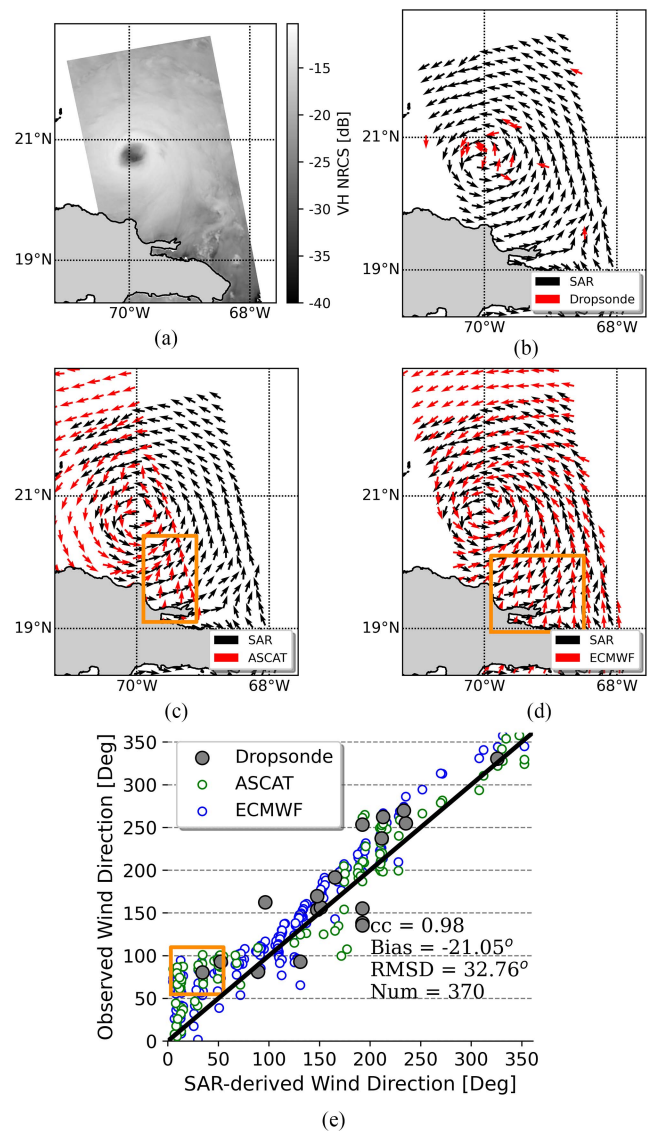 21°N
19°N
70°W
68°W
-10
-15
-20
-25
-30
-35
-40
VH NRCS [dB]
(a)
21°N
19°N
SAR
Dropsonde
70°W
68°W
(b)
21°N
19°N
SAR
ASCAT
70°W
68°W
(c)
21°N
19°N
SAR
ECMWF
70°W
68°W
(d)
Observed Wind Direction [Deg]
350
300
250
200
150
100
50
0
Dropsonde
ASCAT
ECMWF
cc = 0.98
Bias = -21.05°
RMSD = 32.76°
Num = 370
0 50 100 150 200 250 300 350
SAR-derived Wind Direction [Deg]
(e)